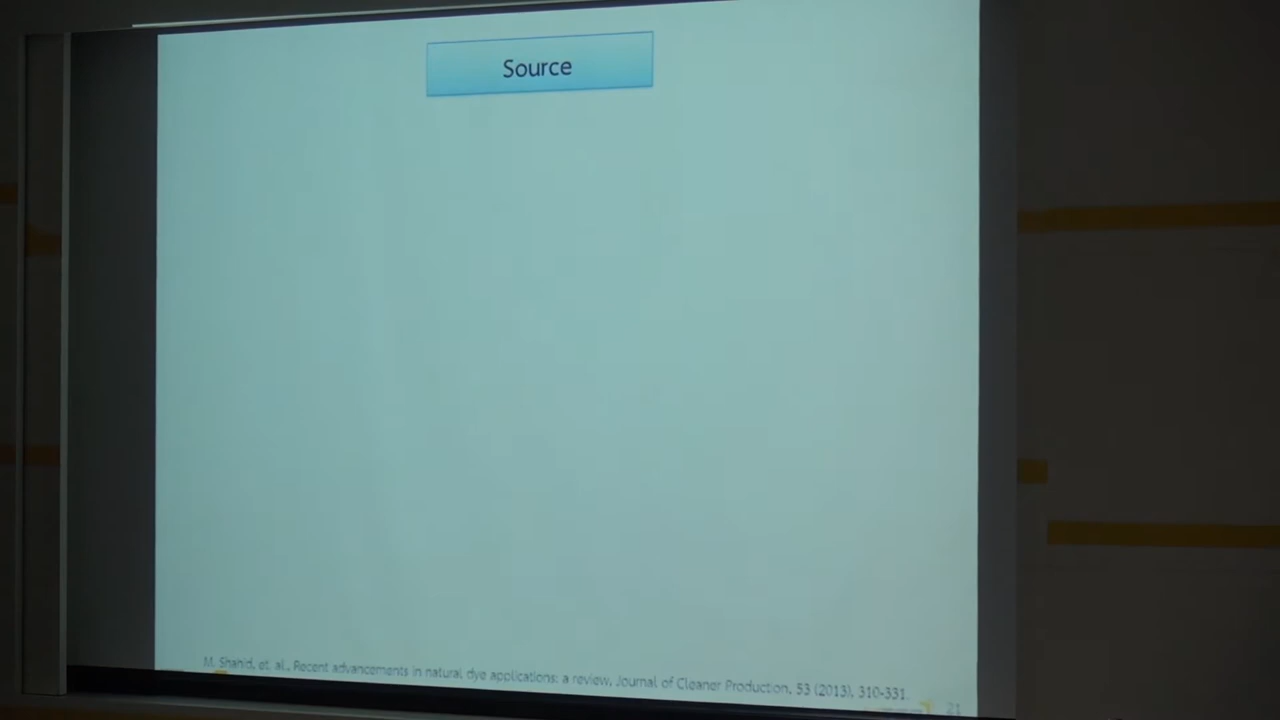 Source
M. Shahid, et. al., Recent advancements in natural dye applications: a review, Journal of Cleaner Production, 53 (2013), 310-331.
21